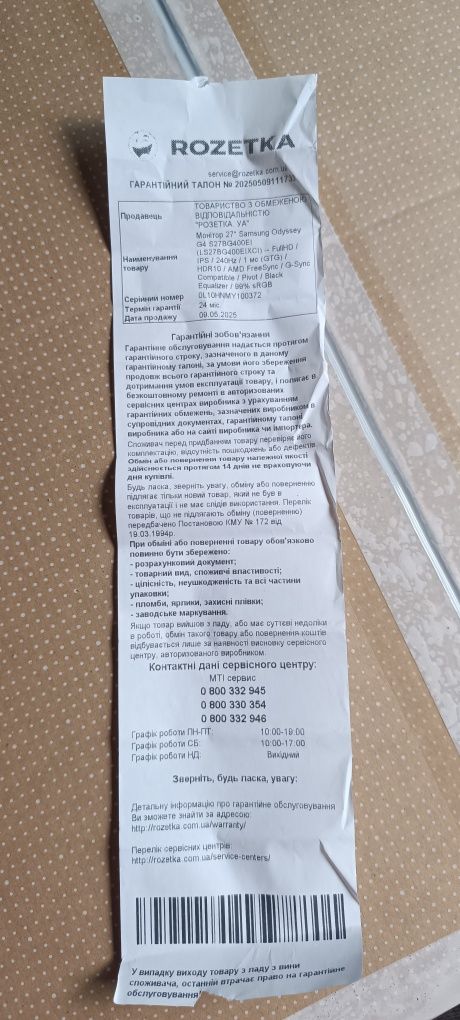 ROZETKA
service@rozetka.com.ua
ГАРАНТІЙНИЙ ТАЛОН № 20250509111733
Продавець
ТОВАРИСТВО З ОБМЕЖЕНОЮ
ВІДПОВІДАЛЬНІСТЮ
"РОЗЕТКА. УА"
Найменування
товару
Монітор 27" Samsung Odyssey
G4 S27BG400EI
(LS27BG400EIXCI) -- FullHD /
IPS / 240Hz / 1 мс (GTG) /
HDR10 / AMD FreeSync / G-Sync
Compatible / Pivot / Black
Equalizer / 99% sRGB
Серійний номер 0L10HNMY100372
Термін гарантії 24 міс.
Дата продажу 09.05.2025
Гарантійні зобов'язання
Гарантійне обслуговування надається протягом
гарантійного строку, зазначеного в даному
гарантійному талоні, за умови його збереження
продовж всього гарантійного строку та
дотримання умов експлуатації товару, і полягає в
безкоштовному ремонті в авторизованих
сервісних центрах виробника з урахуванням
гарантійних обмежень, зазначених виробником в
супровідних документах, гарантійному талоні
виробника або на сайті виробника чи імпортера.
Споживач перед придбанням товару перевіряє його
комплектацію, відсутність пошкоджень або дефектів
Обмін або повернення товару належної якості
здійснюється протягом 14 днів не враховуючи
дня купівлі.
Будь ласка, зверніть увагу, обміну або поверненню
підлягає тільки новий товар, який не був в
експлуатації і не має слідів використання. Перелік
товарів, що не підлягають обміну (поверненню)
передбачено Постановою КМУ № 172 від
19.03.1994р.
При обміні або поверненні товару обов'язково
повинно бути збережено:
- розрахунковий документ;
- товарний вид, споживчі властивості;
- цілісність, неушкодженість та всі частини
упаковки;
- пломби, ярлики, захисні плівки;
- заводське маркування.
Якщо товар вийшов з ладу, або має суттєві недоліки
в роботі, обмін такого товару або повернення коштів
відбувається лише за наявності висновку сервісного
центру, авторизованого виробником.
Контактні дані сервісного центру:
МТІ сервис
0 800 332 945
0 800 330 354
0 800 332 946
Графік роботи ПН-ПТ: 10:00-19:00
Графік роботи СБ: 10:00-17:00
Графік роботи НД: Вихідний
Зверніть, будь ласка, увагу:
Детальну інформацію про гарантійне обслуговування
Ви зможете знайти за адресою:
http://rozetka.com.ua/warranty/
Перелік сервісних центрів:
http://rozetka.com.ua/service-centers/
У випадку виходу товару з ладу з вини
споживача, останній втрачає право на гарантійне
обслуговування